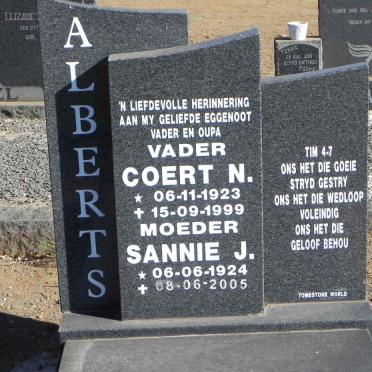 ALBERTS
'N LIEFDEVOLLE HERINNERING
AAN MY GELIEFDE EGGENOOT
VADER EN OUPA
VADER
COERT N.
★ 06-11-1923
✝ 15-09-1999
MOEDER
SANNIE J.
★ 06-06-1924
✝ 08-06-2005
TIM 4-7
ONS HET DIE GOEIE
STRYD GESTRY
ONS HET DIE WEDLOOP
VOLEINDIG
ONS HET DIE
GELOOF BEHOU
TOMBSTONE WORLD